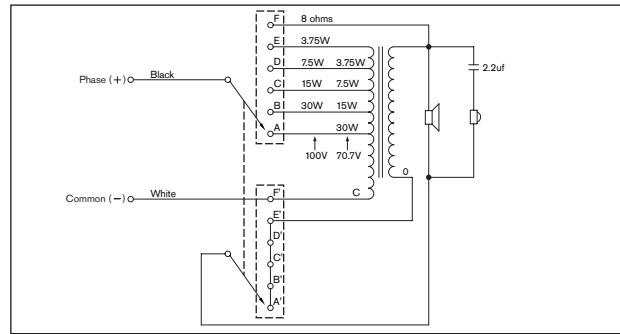 F 8 ohms
E 3.75W
D 7.5W 3.75W
Phase (+) Black
C 15W 7.5W
2.2uf
B 30W 15W
A 30W
100V 70.7V
0
Common (−) White
F' C
E'
D'
C'
B'
A'